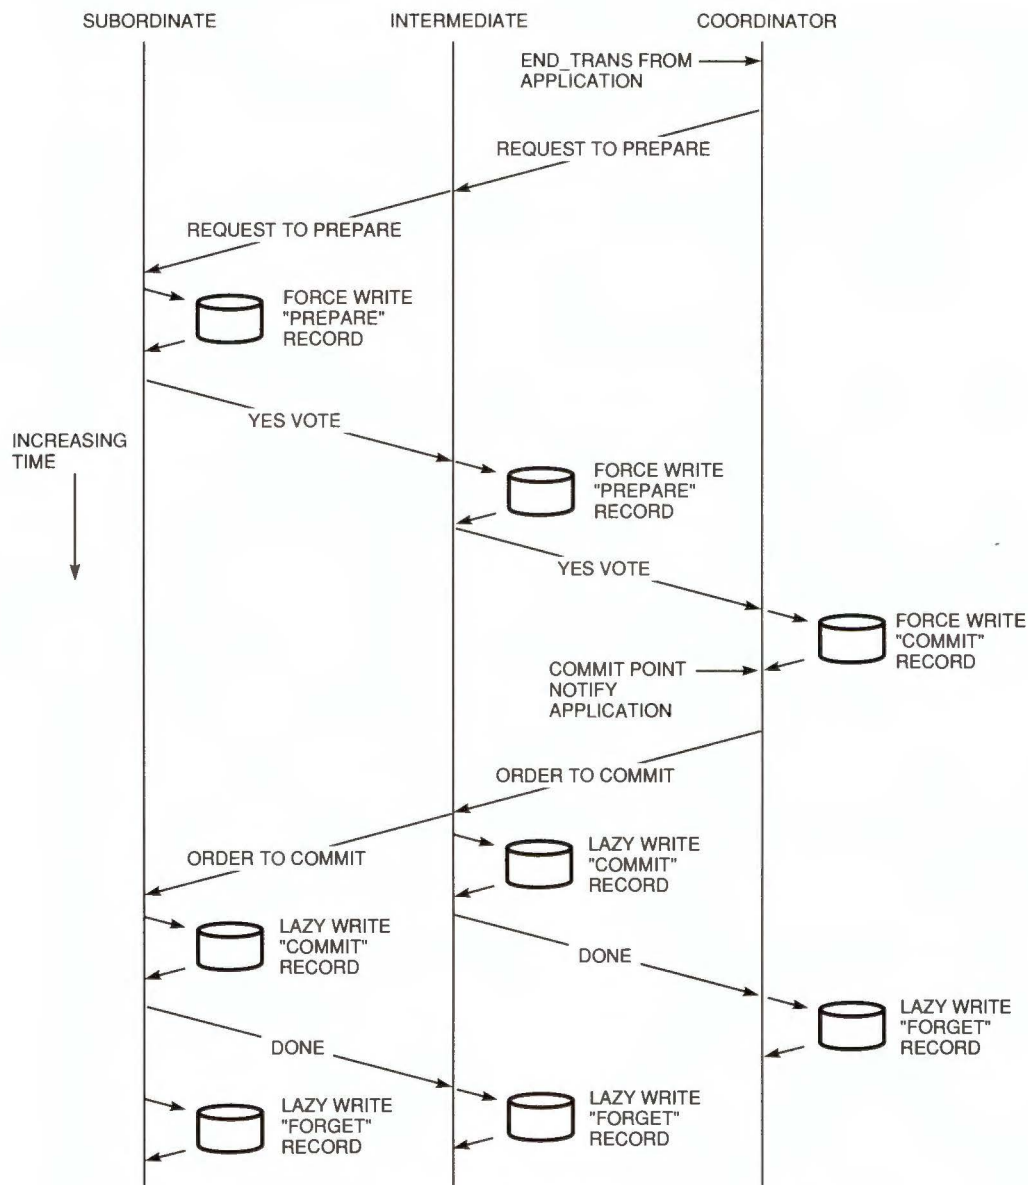 SUBORDINATE
INTERMEDIATE
COORDINATOR
END_TRANS FROM
APPLICATION
REQUEST TO PREPARE
REQUEST TO PREPARE
FORCE WRITE
"PREPARE"
RECORD
YES VOTE
INCREASING
TIME
FORCE WRITE
"PREPARE"
RECORD
YES VOTE
FORCE WRITE
"COMMIT"
RECORD
COMMIT POINT
NOTIFY
APPLICATION
ORDER TO COMMIT
LAZY WRITE
"COMMIT"
RECORD
ORDER TO COMMIT
LAZY WRITE
"COMMIT"
RECORD
DONE
LAZY WRITE
"FORGET"
RECORD
DONE
LAZY WRITE
"FORGET"
RECORD
LAZY WRITE
"FORGET"
RECORD